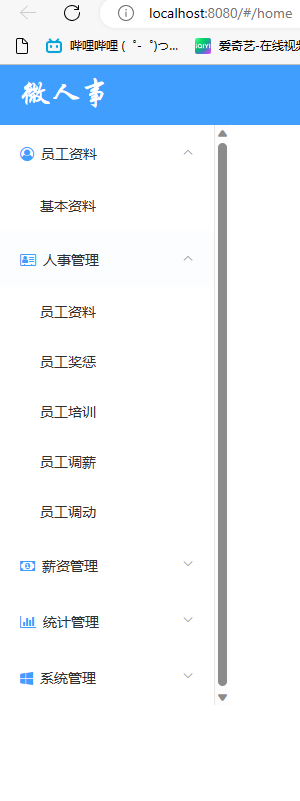 localhost:8080/#/home
哔哩哔哩 (゜-゜)つ...
爱奇艺-在线视频
微人事
员工资料
基本资料
人事管理
员工资料
员工奖惩
员工培训
员工调薪
员工调动
薪资管理
统计管理
系统管理